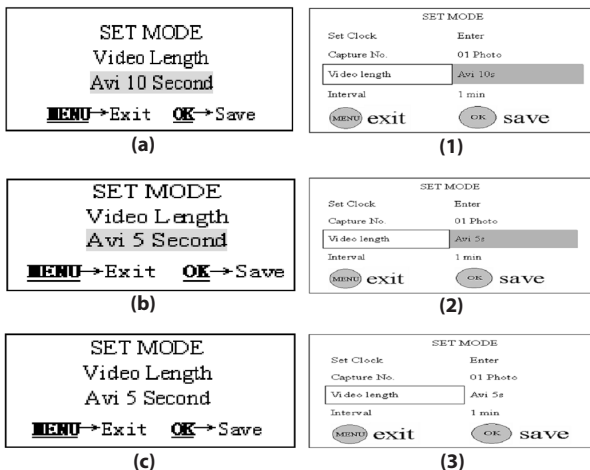 SET MODE
Video Length
Avi 10 Second
MENU→Exit OK→Save
(a)
SET MODE
Set Clock Enter
Capture No. 01 Photo
Video length Avi 10s
Interval 1 min
MENU exit OK save
(1)
SET MODE
Video Length
Avi 5 Second
MENU→Exit OK→Save
(b)
SET MODE
Set Clock Enter
Capture No. 01 Photo
Video length Avi 5s
Interval 1 min
MENU exit OK save
(2)
SET MODE
Video Length
Avi 5 Second
MENU→Exit OK→Save
(c)
SET MODE
Set Clock Enter
Capture No. 01 Photo
Video length Avi 5s
Interval 1 min
MENU exit OK save
(3)